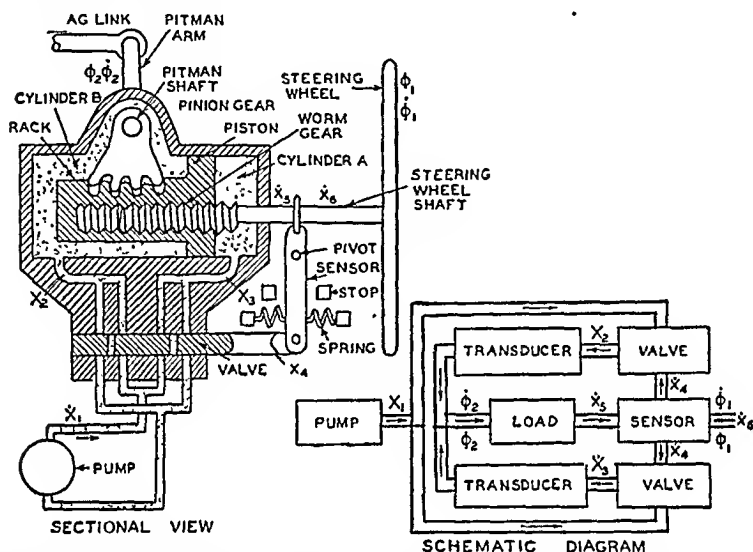 AG LINK
PITMAN
ARM
ϕ2 ϕ̇2
PITMAN
SHAFT
CYLINDER B
PINION GEAR
RACK
PISTON
WORM
GEAR
CYLINDER A
STEERING
WHEEL
ϕ1
ϕ̇1
Ẋ5
Ẋ6
STEERING
WHEEL
SHAFT
PIVOT
SENSOR
STOP
SPRING
X2
X3
VALVE
X4
Ẋ1
PUMP
SECTIONAL VIEW
TRANSDUCER
X2
VALVE
Ẋ4
PUMP
X1
ϕ̇2
ϕ2
LOAD
Ẋ5
SENSOR
ϕ̇1
Ẋ6
ϕ1
Ẋ4
TRANSDUCER
Ẋ3
VALVE
SCHEMATIC DIAGRAM